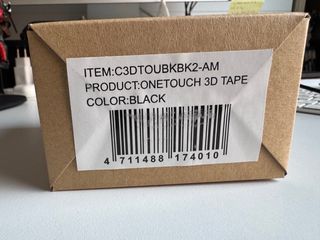 ITEM:C3DTOUBKBK2-AM
PRODUCT:ONETOUCH 3D TAPE
COLOR:BLACK
4 711488 174010